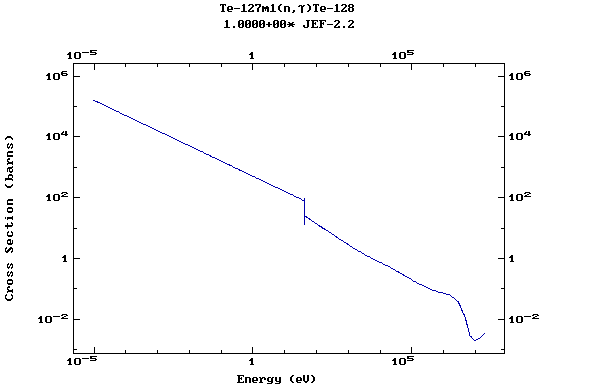 Te-127m1(n,γ)Te-128
1.0000+00* JEF-2.2
10⁻⁵ 1 10⁵
10⁶ 10⁶
10⁴ 10⁴
Cross Section (barns)
10² 10²
1 1
10⁻² 10⁻²
10⁻⁵ 1 10⁵
Energy (eV)